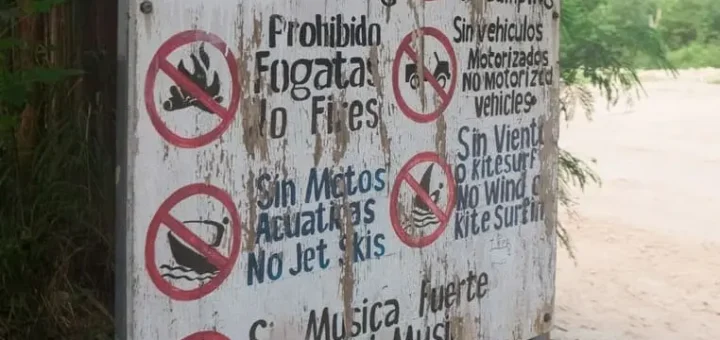 Prohibido
Fogatas
No Fires
Sin vehiculos
Motorizados
No Motorized
vehicles
Sin Motos
Acuaticas
No Jet Skis
Sin Vient
o kitesurf
No Wind o
Kite Surfin
Musica Fuerte